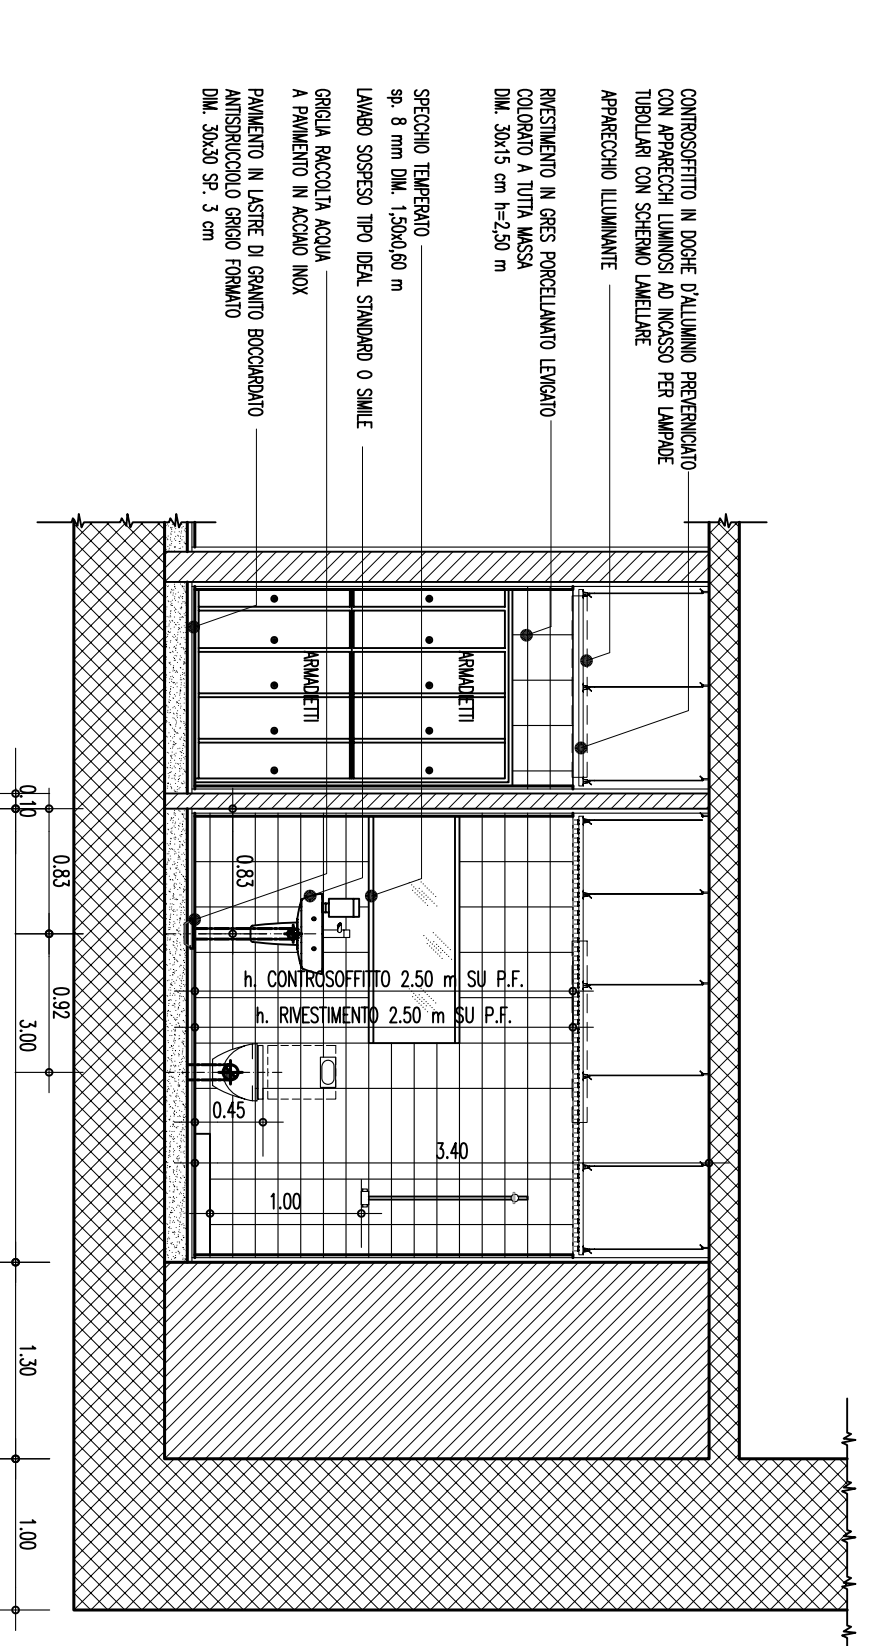 CONTROSOFFITTO IN DOGHE D'ALLUMINIO PREVERNICIATO
CON APPARECCHI LUMINOSI AD INCASSO PER LAMPADE
TUBOLLARI CON SCHERMO LAMELLARE
APPARECCHIO ILLUMINANTE
RIVESTIMENTO IN GRES PORCELLANATO LEVIGATO
COLORATO A TUTTA MASSA
DIM. 30x15 cm h=2,50 m
SPECCHIO TEMPERATO
sp. 8 mm DIM. 1,50x0,60 m
LAVABO SOSPESO TIPO IDEAL STANDARD O SIMILE
GRIGLIA RACCOLTA ACQUA
A PAVIMENTO IN ACCIAIO INOX
PAVIMENTO IN LASTRE DI GRANITO BOCCIARDATO
ANTISDRUCCIOLO GRIGIO FORMATO
DIM. 30x30 SP. 3 cm
ARMADIETTI
ARMADIETTI
h. CONTROSOFFITTO 2.50 m SU P.F.
h. RIVESTIMENTO 2.50 m SU P.F.
3.40
1.00
0.45
0.83
0.83
0.92
0.10
3.00
1.30
1.00